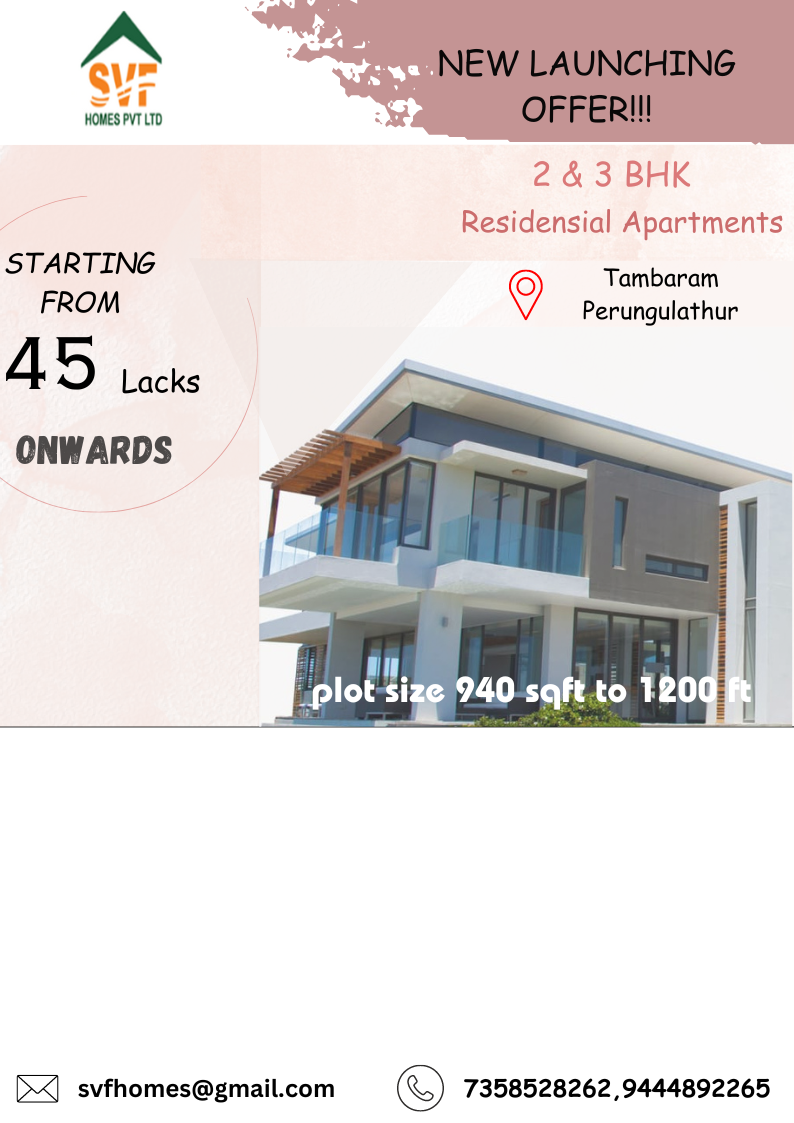 SVF
HOMES PVT LTD
NEW LAUNCHING
OFFER!!!
2 & 3 BHK
Residensial Apartments
Tambaram
Perungulathur
STARTING
FROM
45 Lacks
ONWARDS
plot size 940 sqft to 1200 ft
svfhomes@gmail.com
7358528262,9444892265